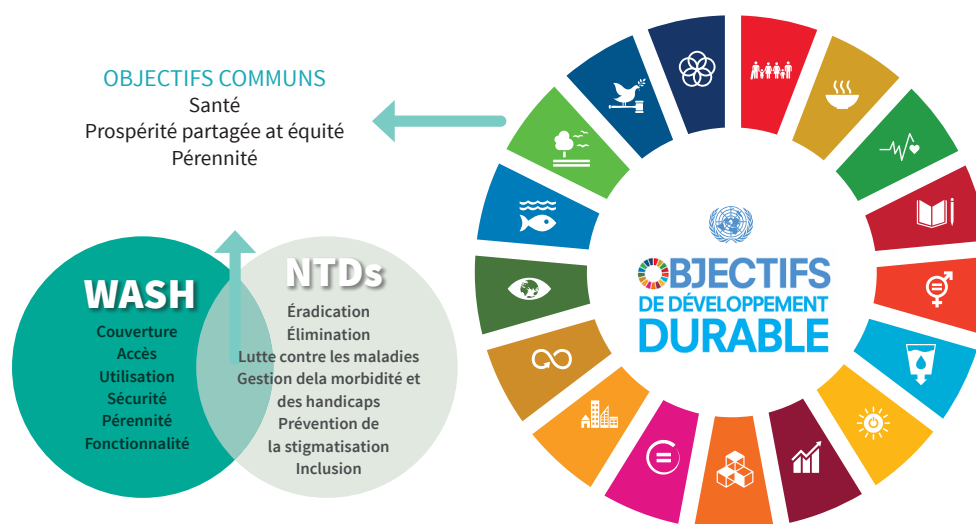 OBJECTIFS COMMUNS
Santé
Prospérité partagée at équité
Pérennité
WASH
Couverture
Accès
Utilisation
Sécurité
Pérennité
Fonctionnalité
NTDs
Éradication
Élimination
Lutte contre les maladies
Gestion dela morbidité et
des handicaps
Prévention de
la stigmatisation
Inclusion
OBJECTIFS
DE DÉVELOPPEMENT
DURABLE